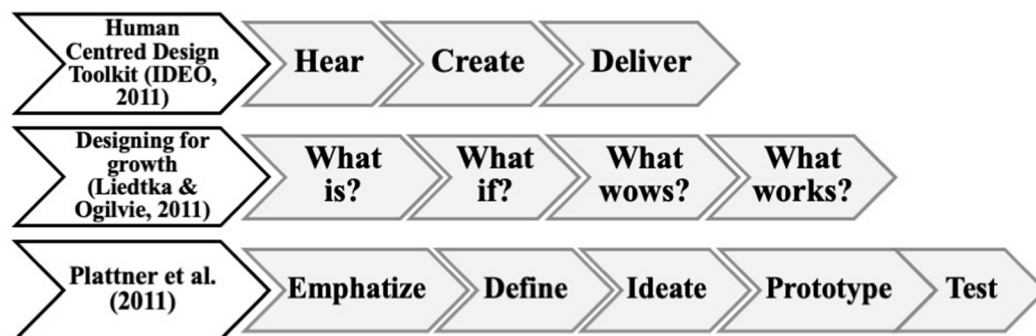 Human
Centred Design
Toolkit (IDEO,
2011)
Hear
Create
Deliver
Designing for
growth
(Liedtka &
Ogilvie, 2011)
What
is?
What
if?
What
wows?
What
works?
Plattner et al.
(2011)
Emphatize
Define
Ideate
Prototype
Test